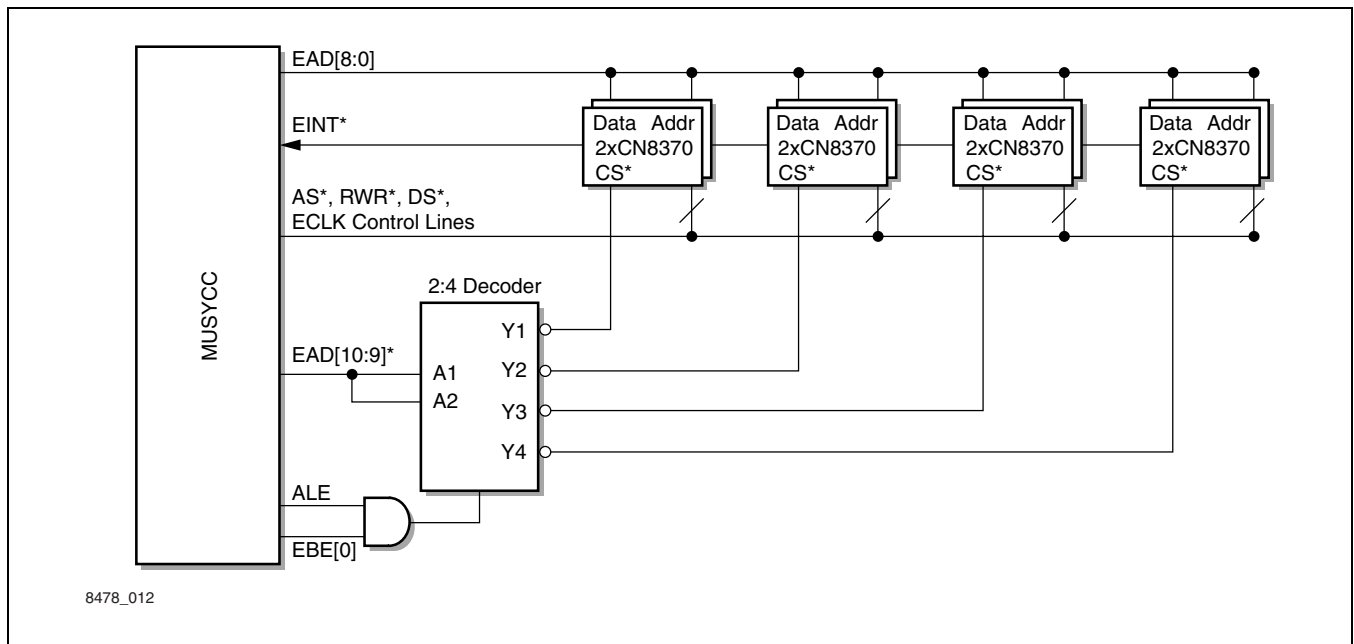 EAD[8:0]
EINT*
Data Addr
2xCN8370
CS*
Data Addr
2xCN8370
CS*
Data Addr
2xCN8370
CS*
Data Addr
2xCN8370
CS*
AS*, RWR*, DS*,
ECLK Control Lines
MUSYCC
2:4 Decoder
Y1
EAD[10:9]*
A1
Y2
A2
Y3
Y4
ALE
EBE[0]
8478_012